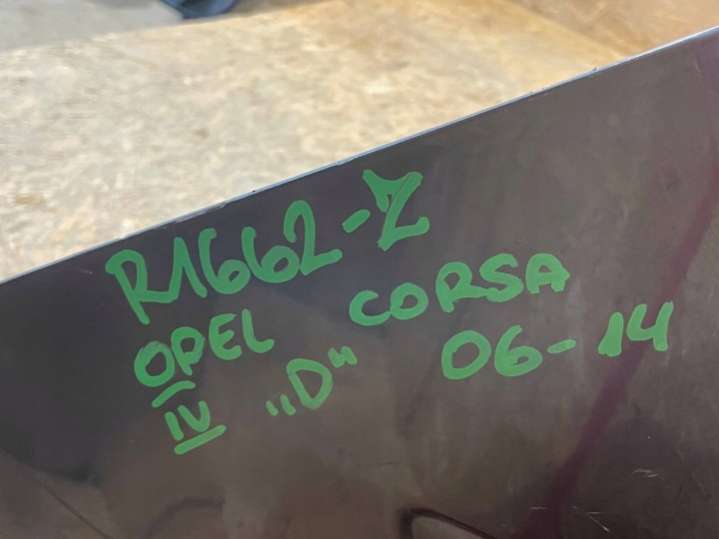 R1662-Z
OPEL CORSA
IV „D" 06-14